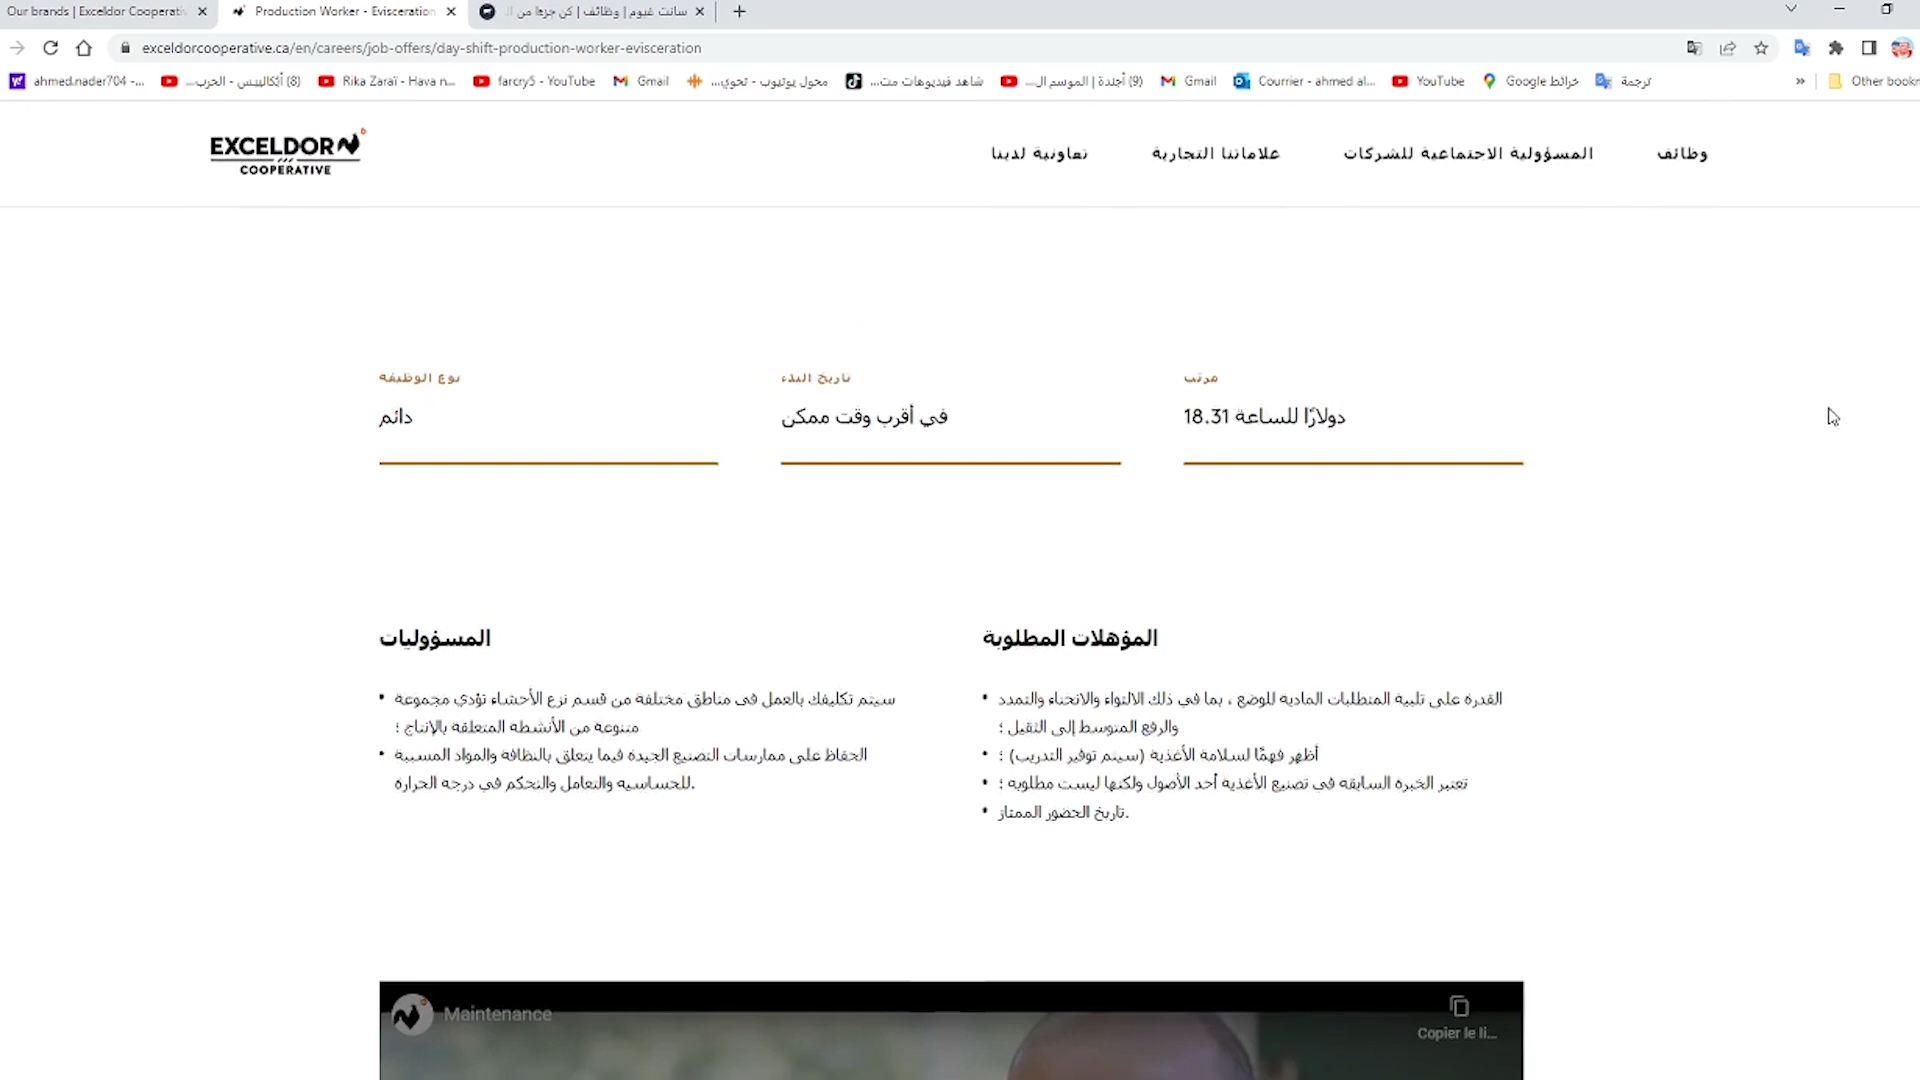 Our brands | Exceldor Cooperati
Production Worker - Evisceration
سانت غيوم | وظائف | كن جزءا من ال
exceldorcooperative.ca/en/careers/job-offers/day-shift-production-worker-evisceration
ahmed.nader704 -...
Rika Zaraï - Hava n...
farcry5 - YouTube
Gmail
محول يوتيوب - تحوي...
شاهد فيديوهات مت...
(9) أجندة | الموسم ال...
Gmail
Courrier - ahmed al...
YouTube
خرائط Google
ترجمة
»
Other bookm
EXCELDOR
COOPERATIVE
تعاونية لدينا
علاماتنا التجارية
المسؤولية الاجتماعية للشركات
وظائف
نوع الوظيفة
دائم
تاريخ البدء
في أقرب وقت ممكن
مرتب
18.31 دولارًا للساعة
المسؤوليات
• سيتم تكليفك بالعمل في مناطق مختلفة من قسم نزع الأحشاء تؤدي مجموعة
متنوعة من الأنشطة المتعلقة بالإنتاج ؛
• الحفاظ على ممارسات التصنيع الجيدة فيما يتعلق بالنظافة والمواد المسببة
للحساسية والتعامل والتحكم في درجة الحرارة.
المؤهلات المطلوبة
• القدرة على تلبية المتطلبات المادية للوضع ، بما في ذلك الالتواء والانحناء والتمدد
والرفع المتوسط إلى الثقيل ؛
• أظهر فهمًا لسلامة الأغذية (سيتم توفير التدريب) ؛
• تعتبر الخبرة السابقة في تصنيع الأغذية أحد الأصول ولكنها ليست مطلوبة ؛
• تاريخ الحضور الممتاز.
Maintenance
Copier le li...